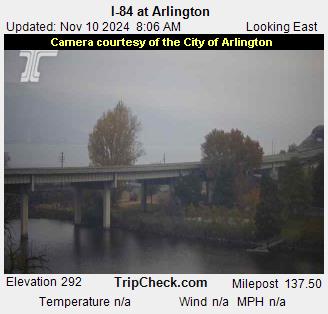 I-84 at Arlington
Updated: Nov 10 2024 8:06 AM Looking East
Camera courtesy of the City of Arlington
Elevation 292 TripCheck.com Milepost 137.50
Temperature n/a Wind n/a MPH n/a